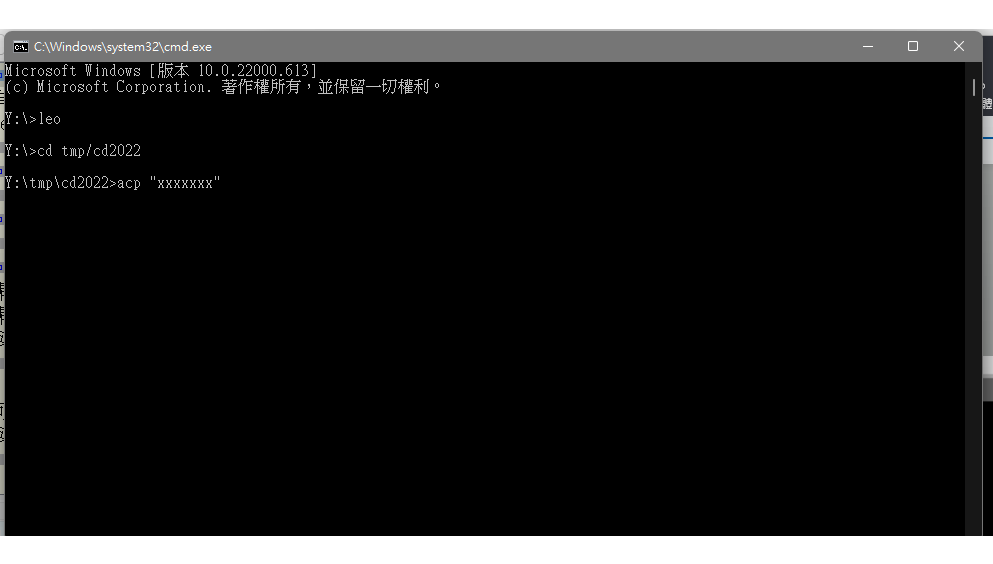 C:\Windows\system32\cmd.exe
Microsoft Windows [版本 10.0.22000.613]
(c) Microsoft Corporation. 著作權所有，並保留一切權利。
Y:\>leo
Y:\>cd tmp/cd2022
Y:\tmp\cd2022>acp "xxxxxxx"
體